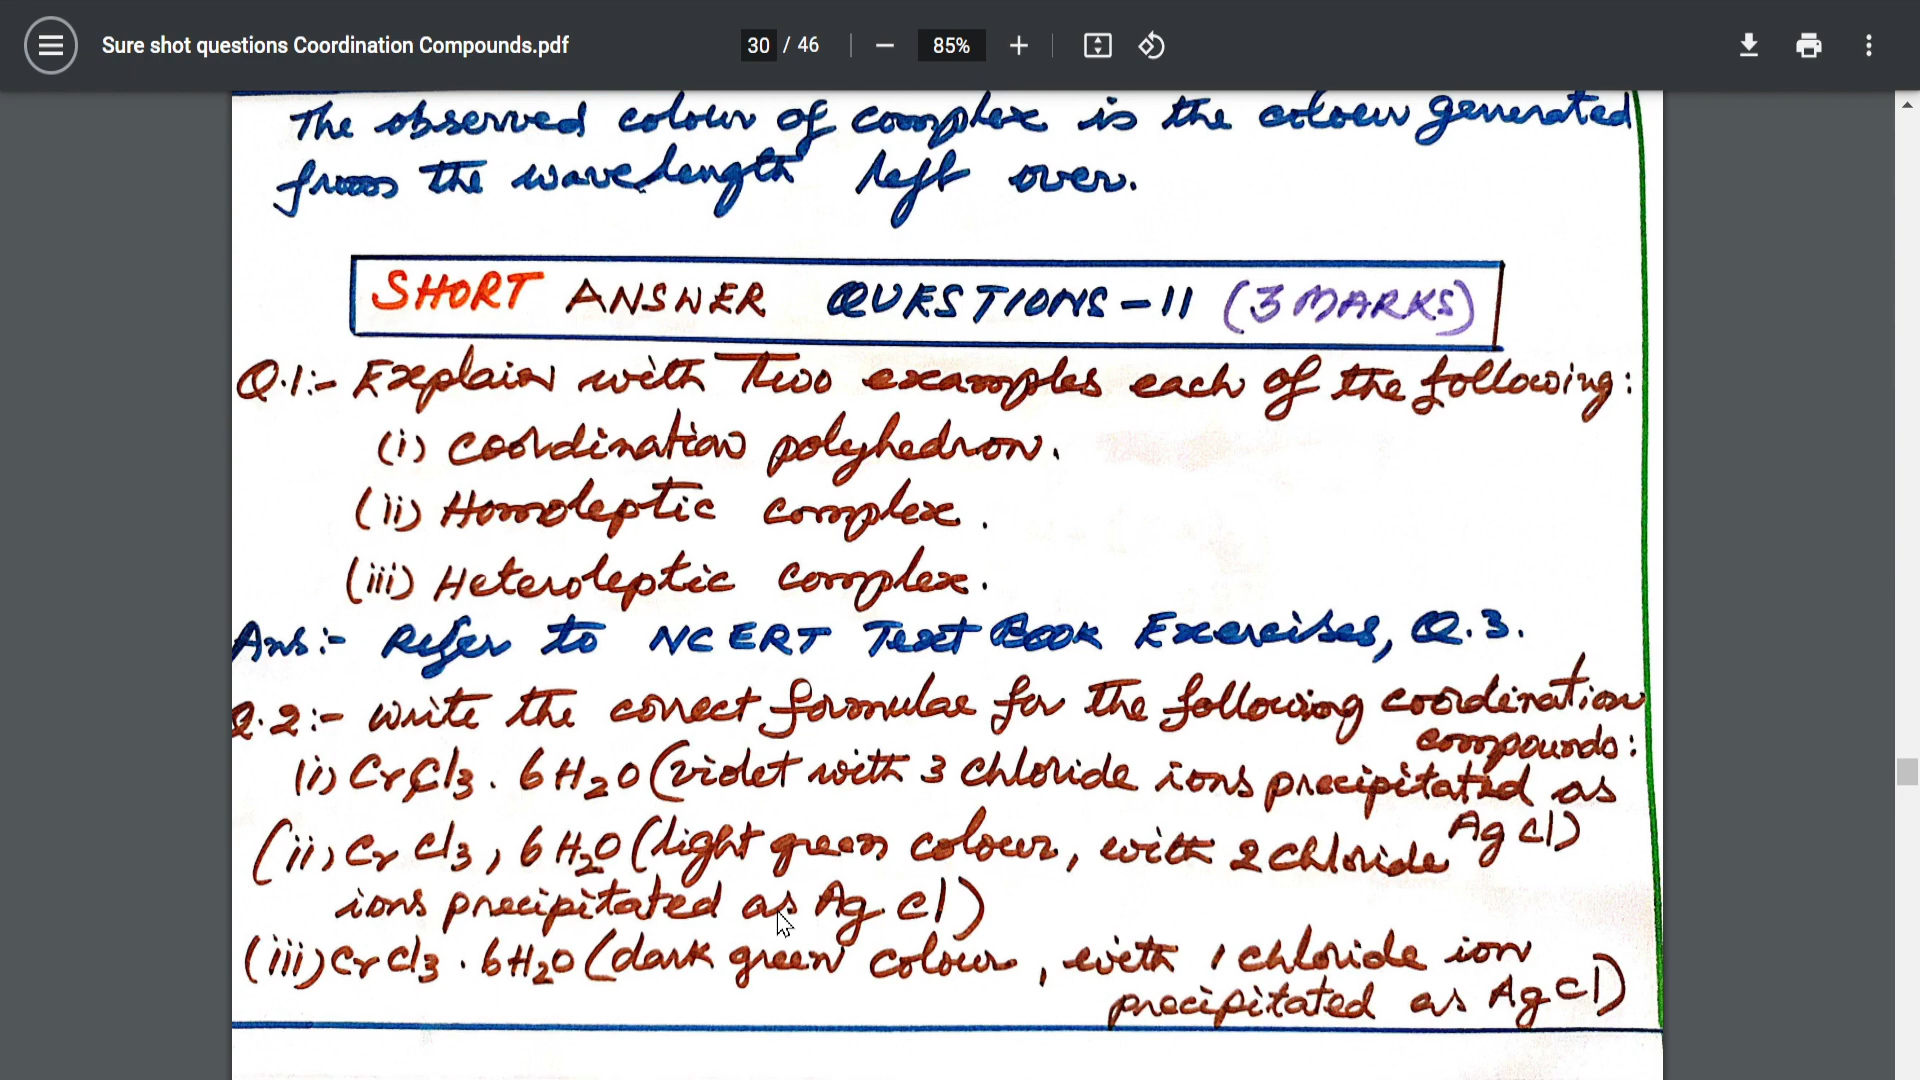 Sure shot questions Coordination Compounds.pdf
30 / 46
85%
The observed colour of complex is the colour generated
from the wavelength left over.
SHORT ANSWER QUESTIONS-II (3 MARKS)
Q.1:- Explain with Two examples each of the following:
(i) Coordination polyhedron.
(ii) Homoleptic complex.
(iii) Heteroleptic complex.
Ans:- Refer to NCERT Text Book Exercises, Q.3.
Q.2:- write the correct formulae for the following coordination
compounds:
(i) CrCl3 . 6H2O (violet with 3 chloride ions precipitated as
AgCl)
(ii) CrCl3, 6H2O (light green colour, with 2 chloride
ions precipitated as AgCl)
(iii) CrCl3 . 6H2O (dark green colour, with 1 chloride ion
precipitated as AgCl)